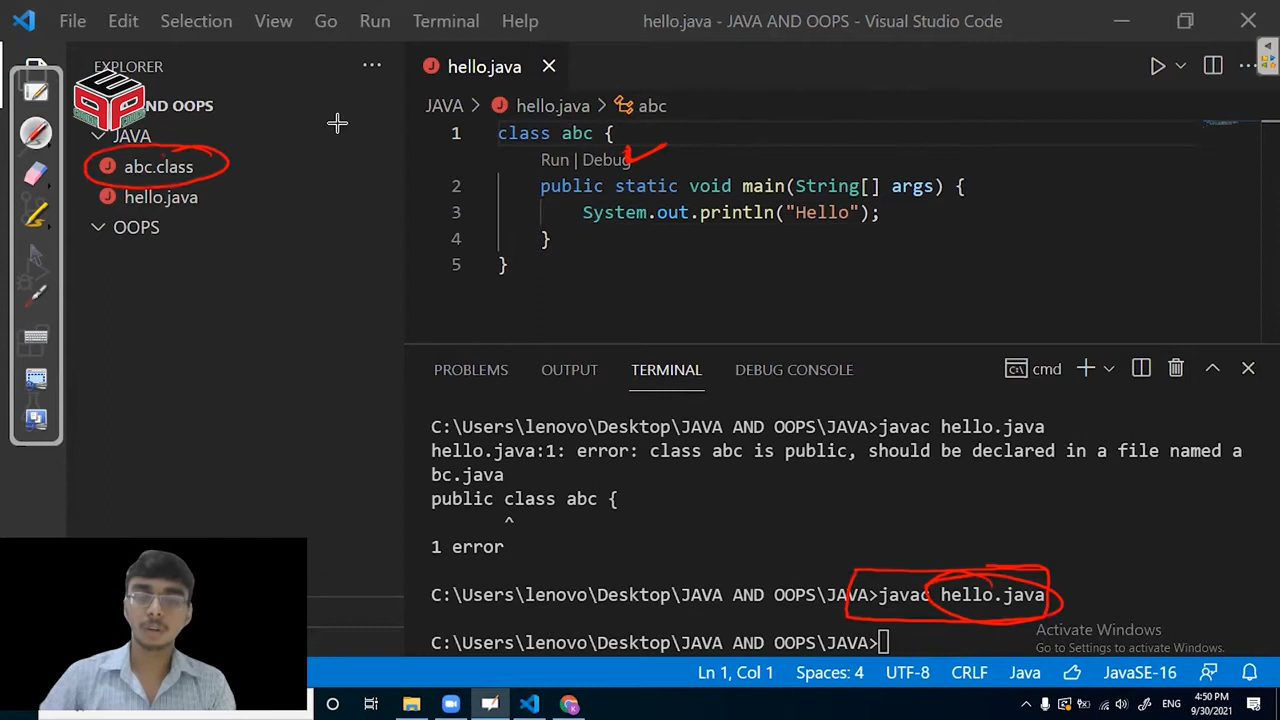 File Edit Selection View Go Run Terminal Help hello.java - JAVA AND OOPS - Visual Studio Code
EXPLORER
AND OOPS
JAVA
abc.class
hello.java
OOPS
hello.java
JAVA > hello.java > abc
1 class abc {
Run | Debug
2 public static void main(String[] args) {
3 System.out.println("Hello");
4 }
5 }
PROBLEMS OUTPUT TERMINAL DEBUG CONSOLE cmd
C:\Users\lenovo\Desktop\JAVA AND OOPS\JAVA>javac hello.java
hello.java:1: error: class abc is public, should be declared in a file named a
bc.java
public class abc {
^
1 error
C:\Users\lenovo\Desktop\JAVA AND OOPS\JAVA>javac hello.java
C:\Users\lenovo\Desktop\JAVA AND OOPS\JAVA>
Activate Windows
Go to Settings to activate Windows.
Ln 1, Col 1 Spaces: 4 UTF-8 CRLF Java JavaSE-16
4:50 PM
9/30/2021